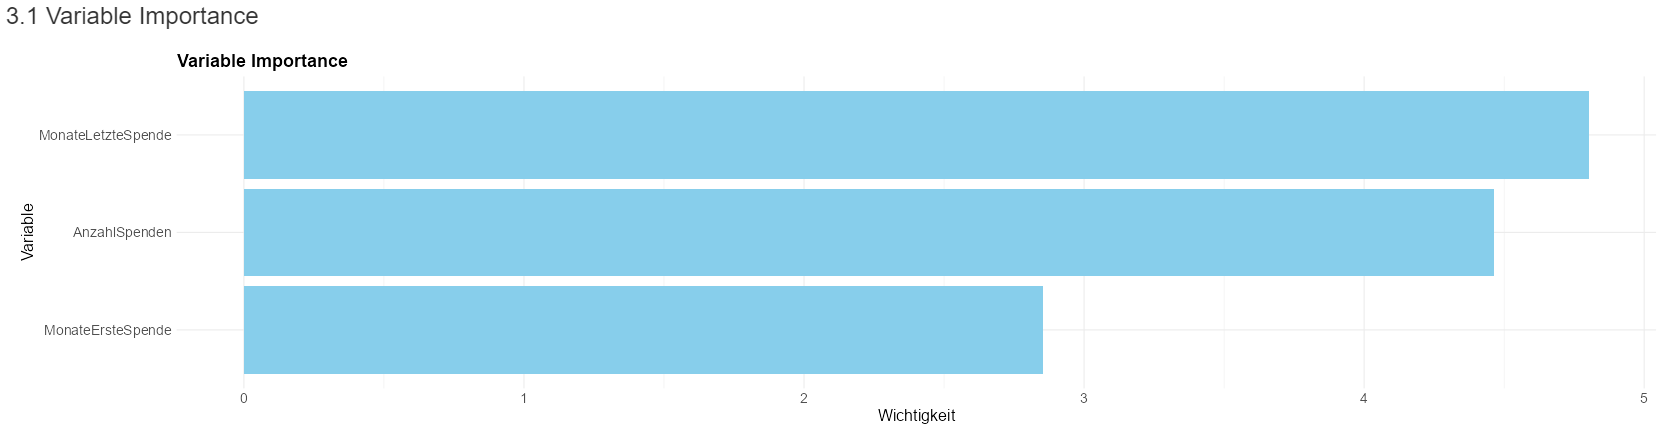 3.1 Variable Importance
Variable Importance
MonateLetzteSpende
AnzahlSpenden
MonateErsteSpende
Variable
0 1 2 3 4 5
Wichtigkeit